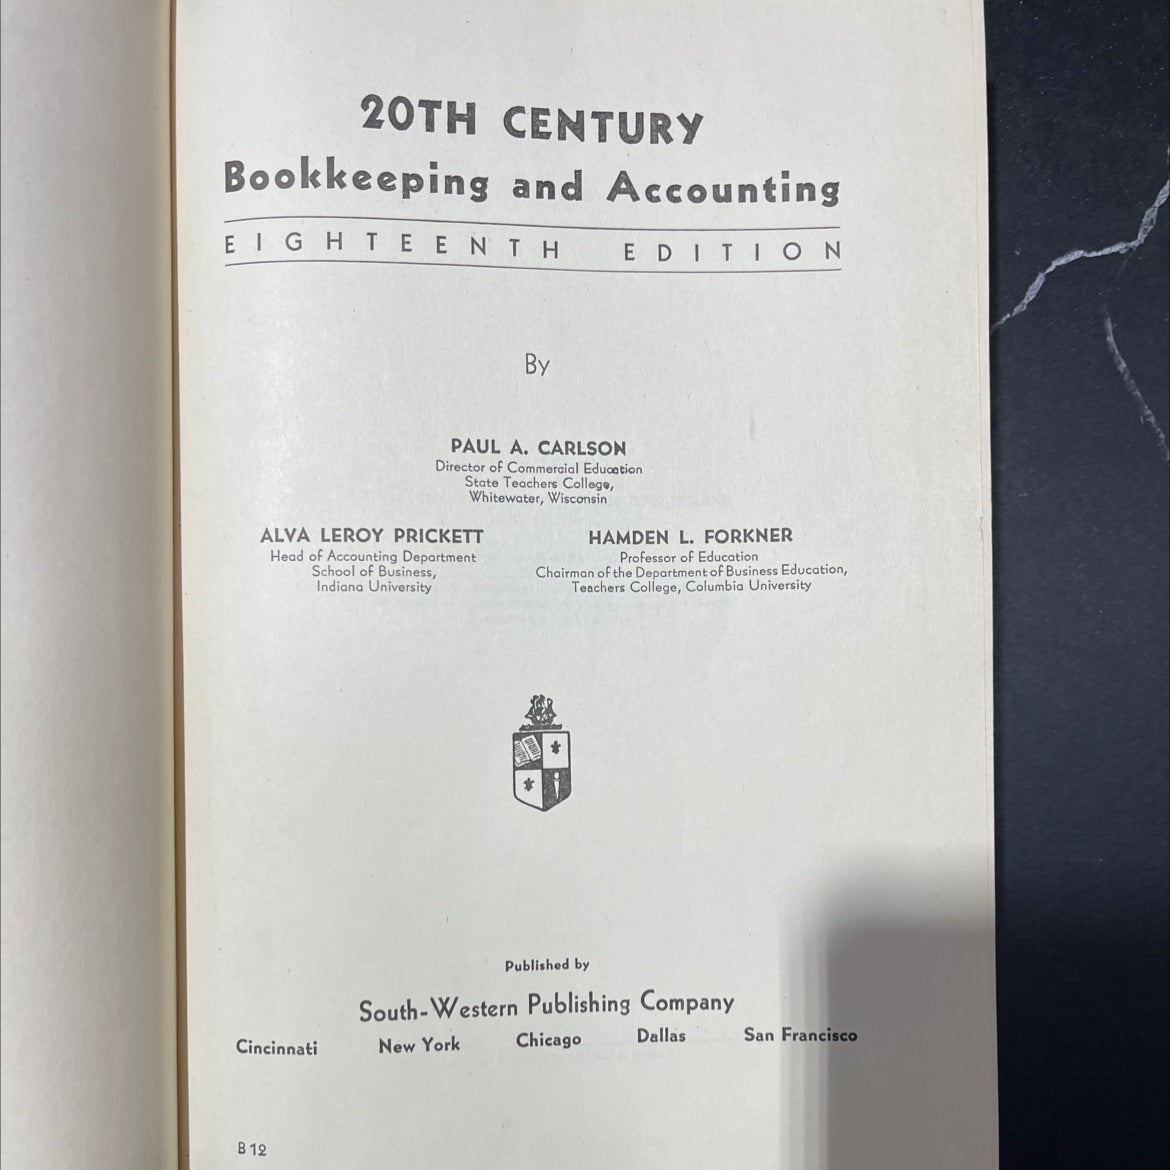 20TH CENTURY
Bookkeeping and Accounting
EIGHTEENTH EDITION
By
PAUL A. CARLSON
Director of Commercial Education
State Teachers College,
Whitewater, Wisconsin
ALVA LEROY PRICKETT
Head of Accounting Department
School of Business,
Indiana University
HAMDEN L. FORKNER
Professor of Education
Chairman of the Department of Business Education,
Teachers College, Columbia University
Published by
South-Western Publishing Company
Cincinnati New York Chicago Dallas San Francisco
B 12